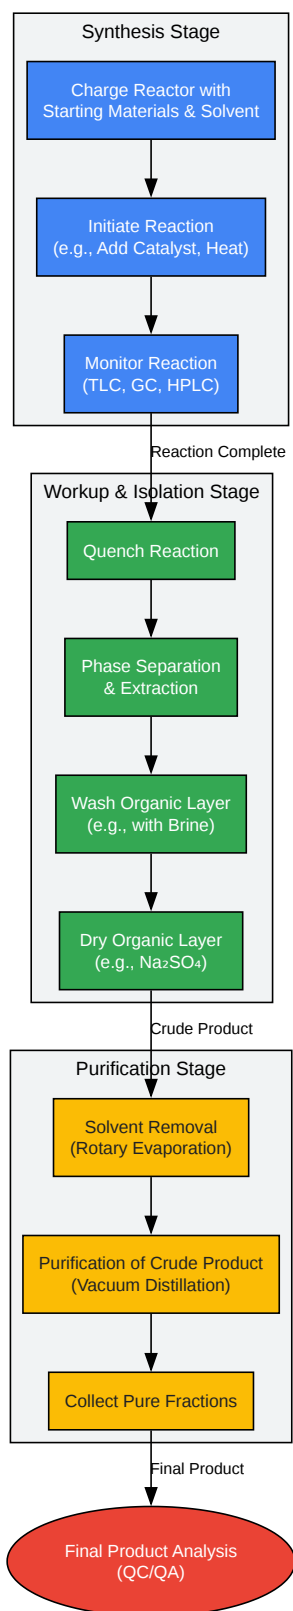 Synthesis Stage
Charge Reactor with
Starting Materials & Solvent
Initiate Reaction
(e.g., Add Catalyst, Heat)
Monitor Reaction
(TLC, GC, HPLC)
Reaction Complete
Workup & Isolation Stage
Quench Reaction
Phase Separation
& Extraction
Wash Organic Layer
(e.g., with Brine)
Dry Organic Layer
(e.g., Na₂SO₄)
Crude Product
Purification Stage
Solvent Removal
(Rotary Evaporation)
Purification of Crude Product
(Vacuum Distillation)
Collect Pure Fractions
Final Product
Final Product Analysis
(QC/QA)